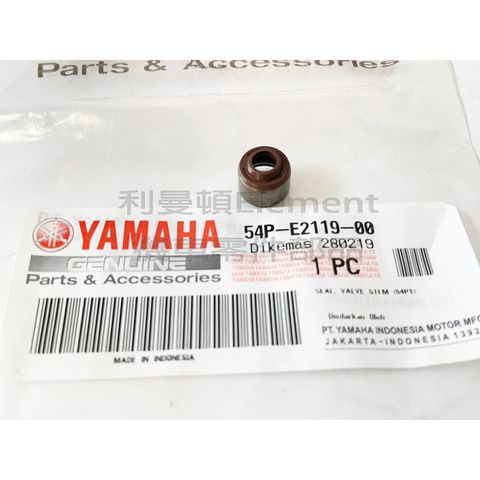 Parts & Accessories
利曼頓Element
YAMAHA
GENUINE
Parts & Accessories
MADE IN INDONESIA
54P-E2119-00
Dikemas 280219
1 PC
SEAL, VALVE STEM (54P1)
Diedarkan Oleh
PT.YAMAHA INDONESIA MOTOR MFG
JAKARTA-INDONESIA 1392